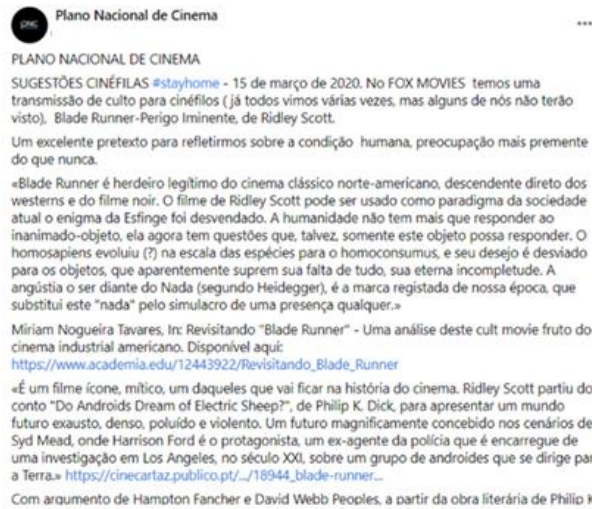 pnc
Plano Nacional de Cinema
PLANO NACIONAL DE CINEMA
SUGESTÕES CINÉFILAS #stayhome - 15 de março de 2020. No FOX MOVIES temos uma
transmissão de culto para cinéfilos ( já todos vimos várias vezes, mas alguns de nós não terão
visto), Blade Runner-Perigo Iminente, de Ridley Scott.
Um excelente pretexto para refletirmos sobre a condição humana, preocupação mais premente
do que nunca.
«Blade Runner é herdeiro legítimo do cinema clássico norte-americano, descendente direto dos
westerns e do filme noir. O filme de Ridley Scott pode ser usado como paradigma da sociedade
atual o enigma da Esfinge foi desvendado. A humanidade não tem mais que responder ao
inanimado-objeto, ela agora tem questões que, talvez, somente este objeto possa responder. O
homosapiens evoluiu (?) na escala das espécies para o homoconsumus, e seu desejo é desviado
para os objetos, que aparentemente suprem sua falta de tudo, sua eterna incompletude. A
angústia o ser diante do Nada (segundo Heidegger), é a marca registada de nossa época, que
substitui este "nada" pelo simulacro de uma presença qualquer.»
Miriam Nogueira Tavares, In: Revisitando "Blade Runner" - Uma análise deste cult movie fruto do
cinema industrial americano. Disponível aqui:
https://www.academia.edu/12443922/Revisitando_Blade_Runner
«É um filme ícone, mítico, um daqueles que vai ficar na história do cinema. Ridley Scott partiu do
conto "Do Androids Dream of Electric Sheep?", de Philip K. Dick, para apresentar um mundo
futuro exausto, denso, poluído e violento. Um futuro magnificamente concebido nos cenários de
Syd Mead, onde Harrison Ford é o protagonista, um ex-agente da polícia que é encarregue de
uma investigação em Los Angeles, no século XXI, sobre um grupo de androides que se dirige par
a Terra.» https://cinecartaz.publico.pt/.../18944_blade-runner...
Com argumento de Hampton Fancher e David Webb Peoples, a partir da obra literária de Philip K